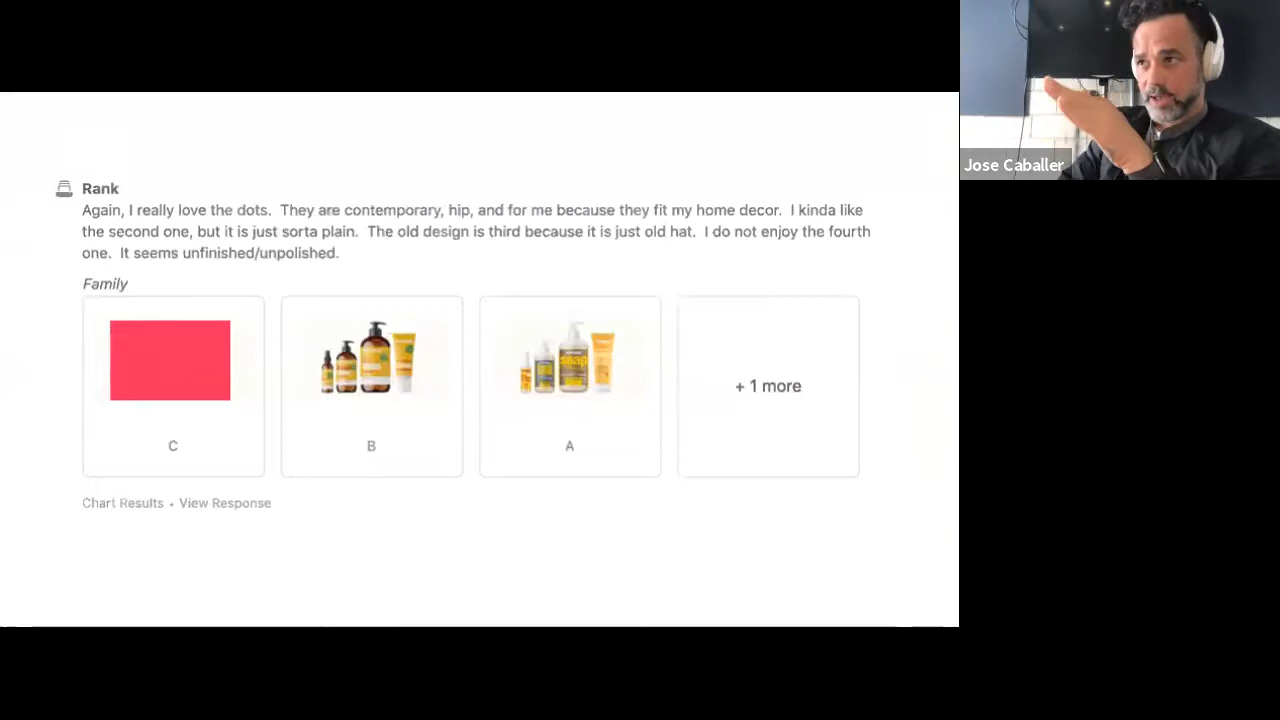 Jose Caballer
Rank
Again, I really love the dots. They are contemporary, hip, and for me because they fit my home decor. I kinda like
the second one, but it is just sorta plain. The old design is third because it is just old hat. I do not enjoy the fourth
one. It seems unfinished/unpolished.
Family
soap
+ 1 more
C
B
A
Chart Results • View Response